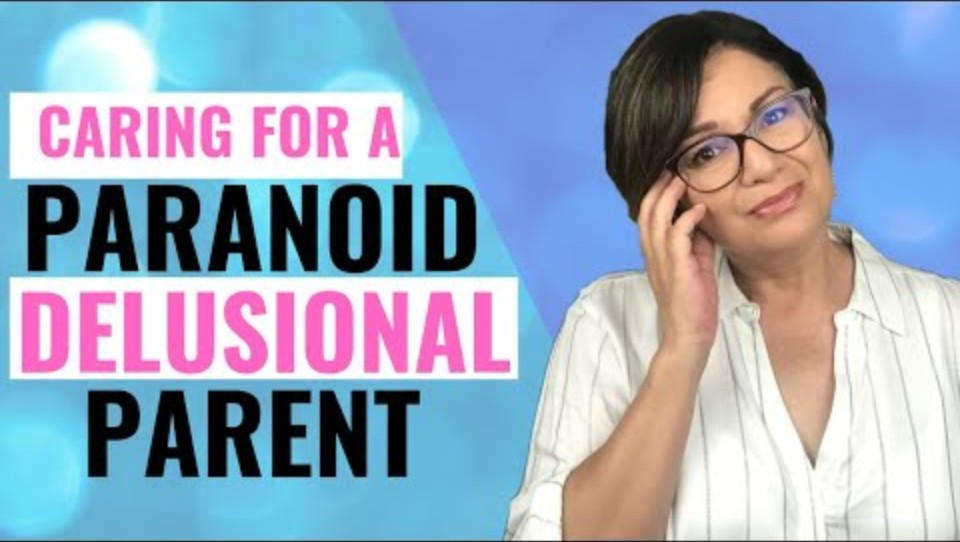 CARING FOR A
PARANOID
DELUSIONAL
PARENT